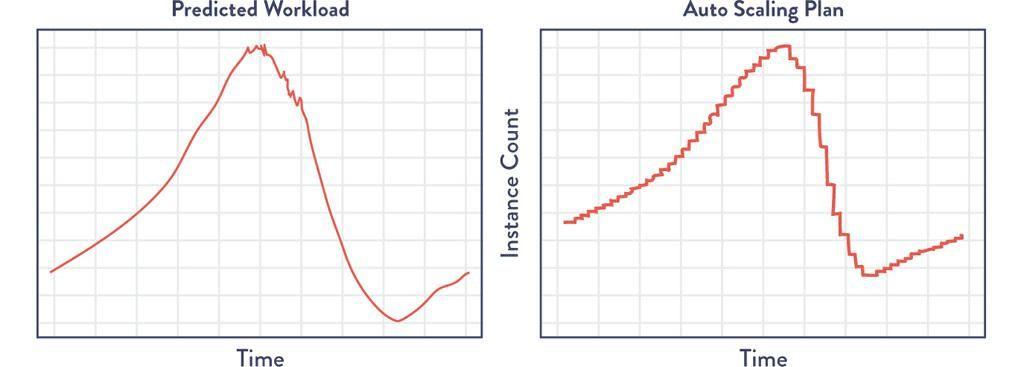 Predicted Workload
Time
Auto Scaling Plan
Instance Count
Time